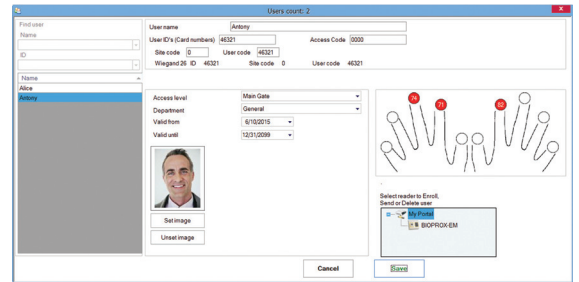 Users count: 2
Find user
Name
ID
Name
Alice
Antony
User name Antony
User ID's (Card numbers) 46321 Access Code 0000
Site code 0 User code 46321
Wiegand 26 ID 46321 Site code 0 User code 46321
Access level Main Gate
Department General
Valid from 6/10/2015
Valid until 12/31/2099
Set image
Unset image
74
71
82
Select reader to Enroll,
Send or Delete user
My Portal
BIOPROX-EM
Cancel
Save